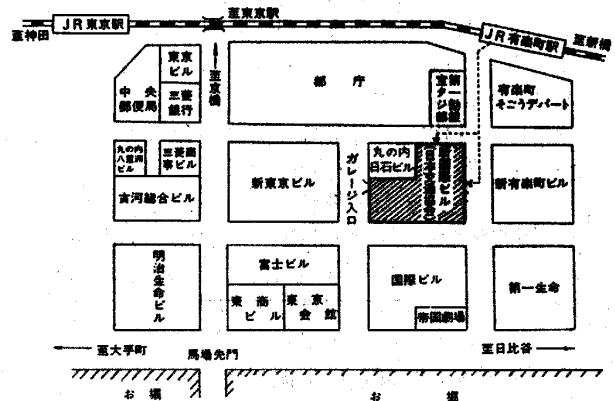 JR東京駅
至東京駅
至神田
JR有楽町駅
至新橋
東京
ビル
中央
郵便局
三菱
銀行
至京橋
都庁
第一勧銀
有楽町
そごうデパート
丸の内
八重洲
ビル
三菱商
事ビル
古河総合ビル
新東京ビル
ガレージ入口
丸の内
日石ビル
新有楽町ビル
明治生命ビル
富士ビル
東商
ビル
東京
会館
国際ビル
帝国劇場
第一生命
至大手町
馬場先門
至日比谷
お堀
お堀